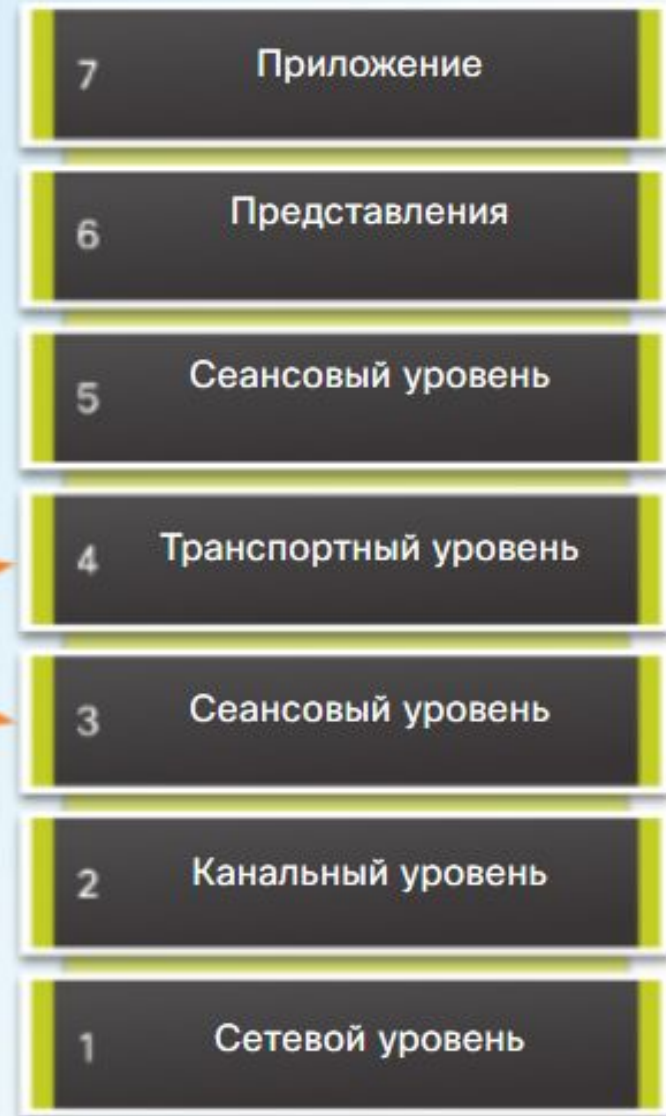 7 Приложение
6 Представления
5 Сеансовый уровень
4 Транспортный уровень
3 Сеансовый уровень
2 Канальный уровень
1 Сетевой уровень